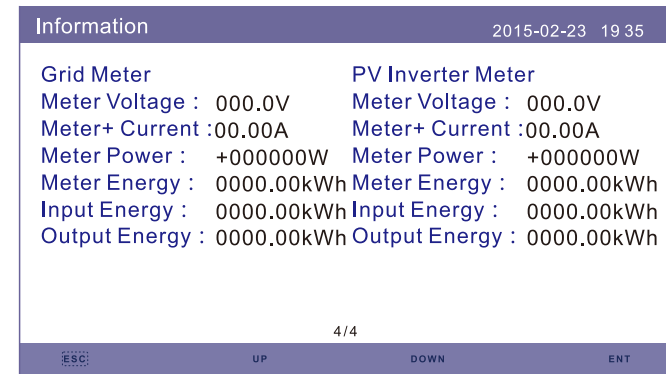 Information 2015-02-23 19 35
Grid Meter PV Inverter Meter
Meter Voltage : 000.0V Meter Voltage : 000.0V
Meter+ Current :00.00A Meter+ Current :00.00A
Meter Power : +000000W Meter Power : +000000W
Meter Energy : 0000.00kWh Meter Energy : 0000.00kWh
Input Energy : 0000.00kWh Input Energy : 0000.00kWh
Output Energy : 0000.00kWh Output Energy : 0000.00kWh
4/4
ESC UP DOWN ENT